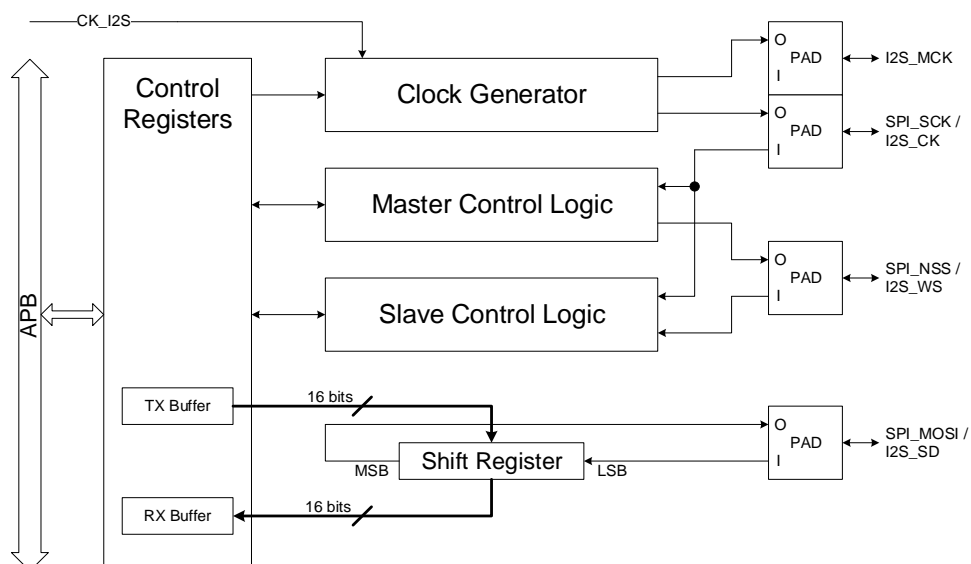 CK_I2S
O
PAD
I
I2S_MCK
Control
Registers
Clock Generator
O
PAD
I
SPI_SCK /
I2S_CK
Master Control Logic
O
PAD
I
SPI_NSS /
I2S_WS
APB
Slave Control Logic
TX Buffer
16 bits
O
PAD
I
SPI_MOSI /
I2S_SD
MSB
Shift Register
LSB
RX Buffer
16 bits